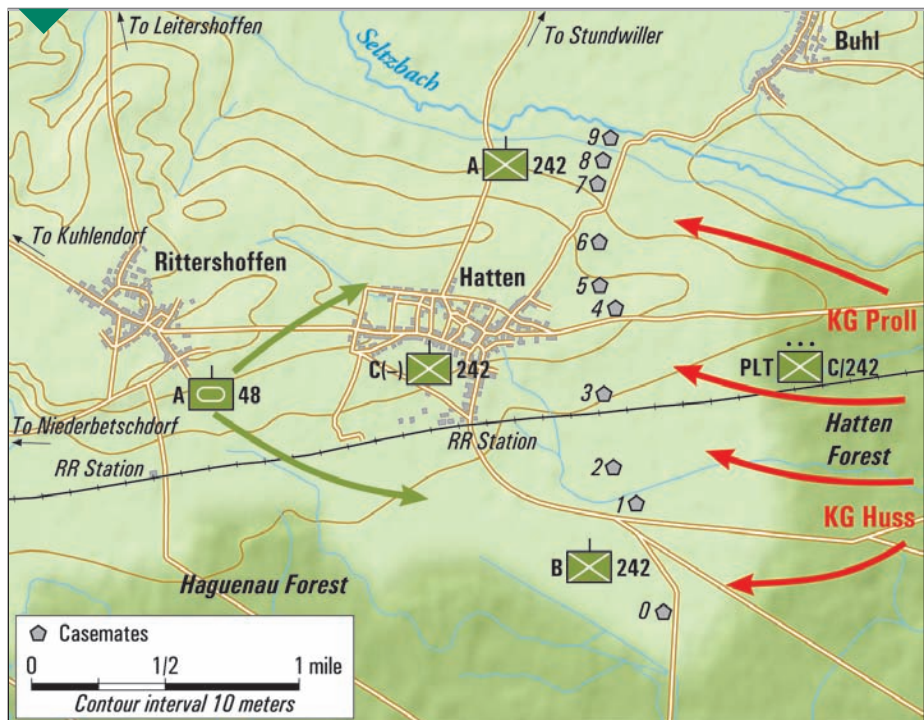 To Leitershoffen
To Stundwiller
Buhl
Seltzbach
9
A 242
8
7
To Kuhlendorf
6
Rittershoffen
Hatten
5
4
KG Proll
C(–) 242
PLT C/242
A 48
3
To Niederbetschdorf
Hatten
Forest
RR Station
RR Station
2
1
KG Huss
B 242
Haguenau Forest
0
Casemates
0 1/2 1 mile
Contour interval 10 meters